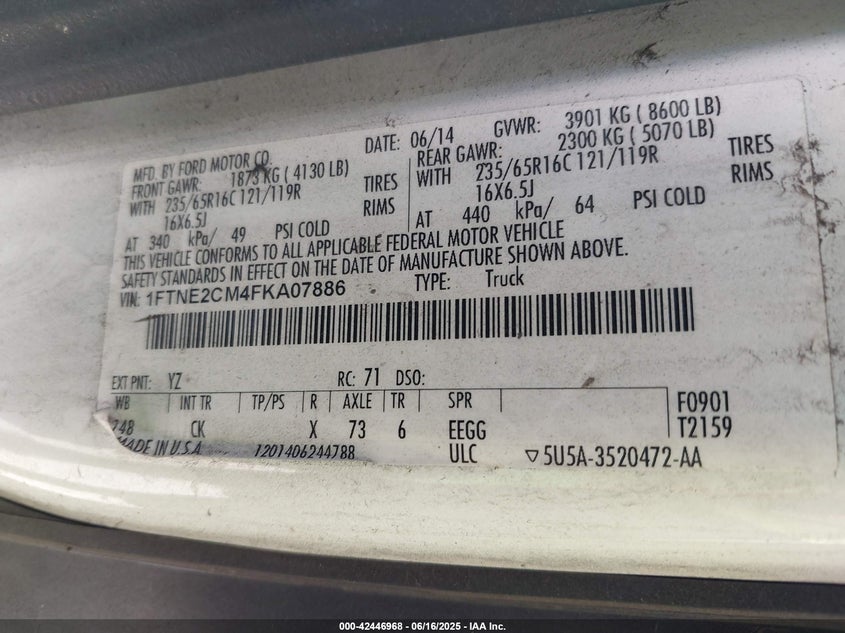 MFD. BY FORD MOTOR CO. DATE: 06/14 GVWR: 3901 KG ( 8600 LB)
FRONT GAWR: 1873 KG ( 4130 LB) REAR GAWR: 2300 KG ( 5070 LB)
WITH 235/65R16C 121/119R TIRES WITH 235/65R16C 121/119R TIRES
16X6.5J RIMS 16X6.5J RIMS
AT 340 kPa/ 49 PSI COLD AT 440 kPa/ 64 PSI COLD
THIS VEHICLE CONFORMS TO ALL APPLICABLE FEDERAL MOTOR VEHICLE
SAFETY STANDARDS IN EFFECT ON THE DATE OF MANUFACTURE SHOWN ABOVE.
VIN: 1FTNE2CM4FKA07886 TYPE: Truck
EXT PNT: YZ RC: 71 DSO:
WB INT TR TP/PS R AXLE TR SPR F0901
148 CK X 73 6 EEGG T2159
MADE IN U.S.A. 1201406244788 ULC ▽5U5A-3520472-AA
000-42446968 - 06/16/2025 - IAA Inc.